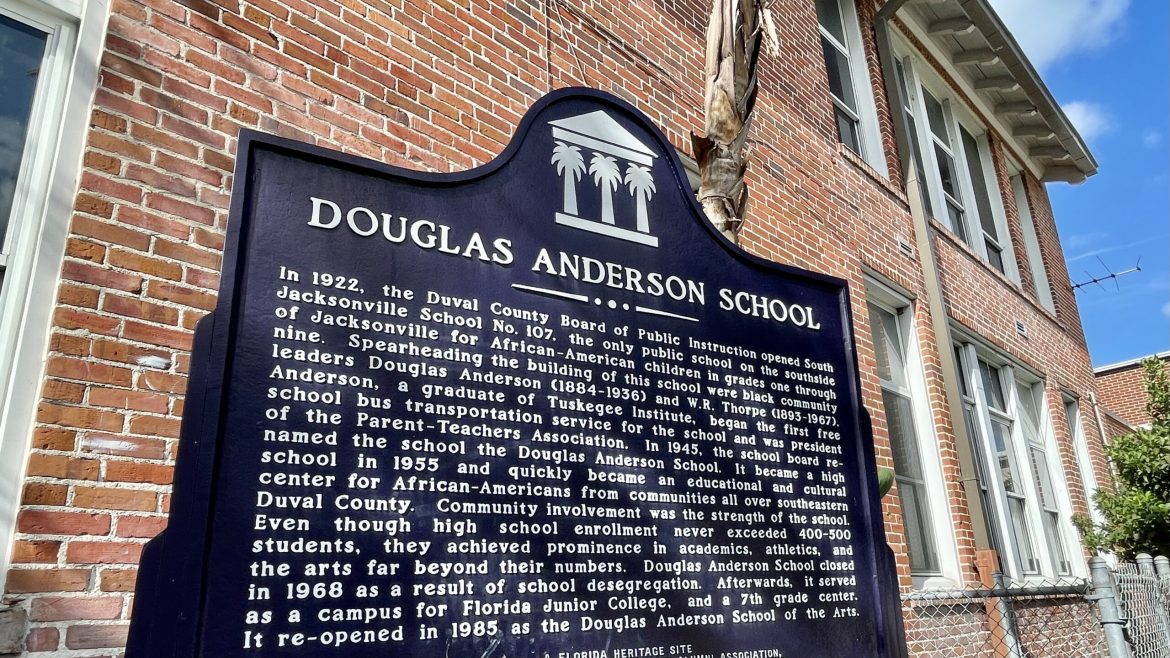 DOUGLAS ANDERSON SCHOOL
In 1922, the Duval County Board of Public Instruction opened South
Jacksonville School No. 107, the only public school on the southside
of Jacksonville for African-American children in grades one through
nine. Spearheading the building of this school were black community
leaders Douglas Anderson (1884-1936) and W.R. Thorpe (1893-1967).
Anderson, a graduate of Tuskegee Institute, began the first free
school bus transportation service for the school and was president
of the Parent-Teachers Association. In 1945, the school board re-
named the school the Douglas Anderson School. It became a high
school in 1955 and quickly became an educational and cultural
center for African-Americans from communities all over southeastern
Duval County. Community involvement was the strength of the school.
Even though high school enrollment never exceeded 400-500
students, they achieved prominence in academics, athletics, and
the arts far beyond their numbers. Douglas Anderson School closed
in 1968 as a result of school desegregation. Afterwards, it served
as a campus for Florida Junior College, and a 7th grade center.
It re-opened in 1985 as the Douglas Anderson School of the Arts.
A FLORIDA HERITAGE SITE
ALUMNI ASSOCIATION,